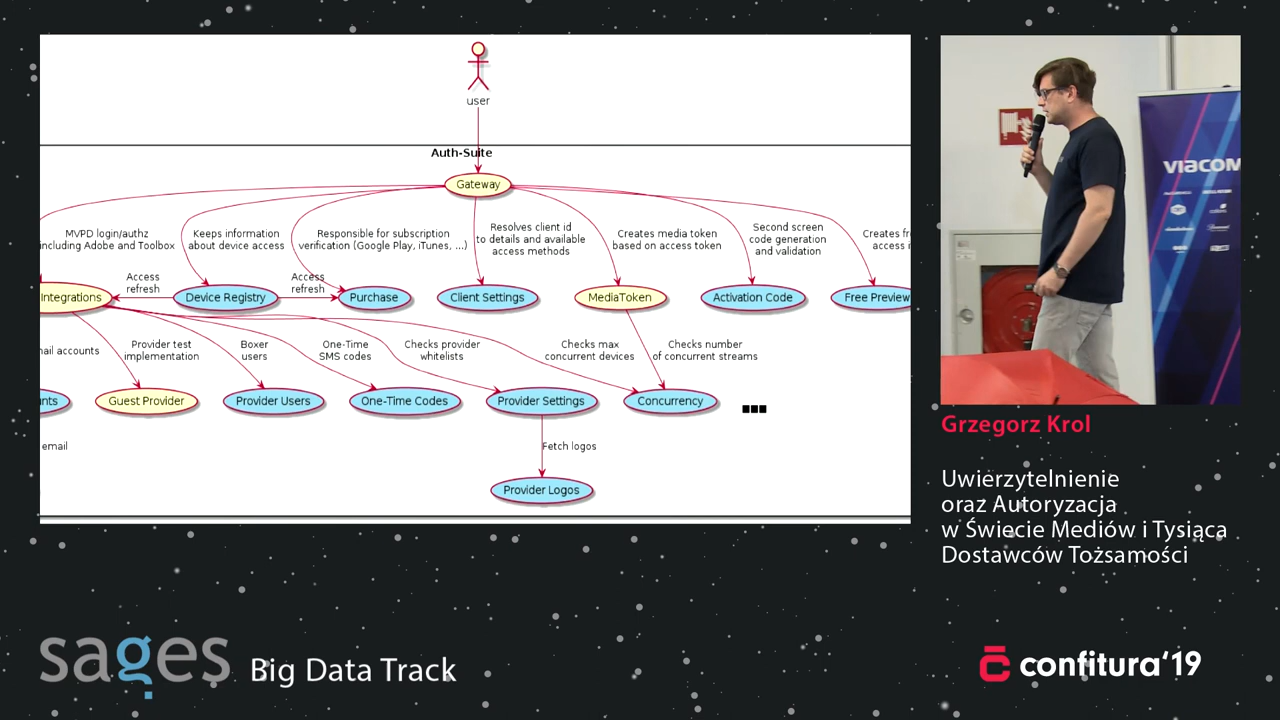 user
Auth-Suite
Gateway
MVPD login/authz
including Adobe and Toolbox
Keeps information
about device access
Responsible for subscription
verification (Google Play, iTunes, ...)
Resolves client id
to details and available
access methods
Creates media token
based on access token
Second screen
code generation
and validation
Creates
access
Access
refresh
Access
refresh
Integrations
Device Registry
Purchase
Client Settings
MediaToken
Activation Code
Free Preview
accounts
Provider test
implementation
Boxer
users
One-Time
SMS codes
Checks provider
whitelists
Checks max
concurrent devices
Checks number
of concurrent streams
Guest Provider
Provider Users
One-Time Codes
Provider Settings
Concurrency
...
email
Fetch logos
Provider Logos
VIACOM
Grzegorz Krol
Uwierzytelnienie
oraz Autoryzacja
w Świecie Mediów i Tysiąca
Dostawców Tożsamości
sages
Big Data Track
confitura'19